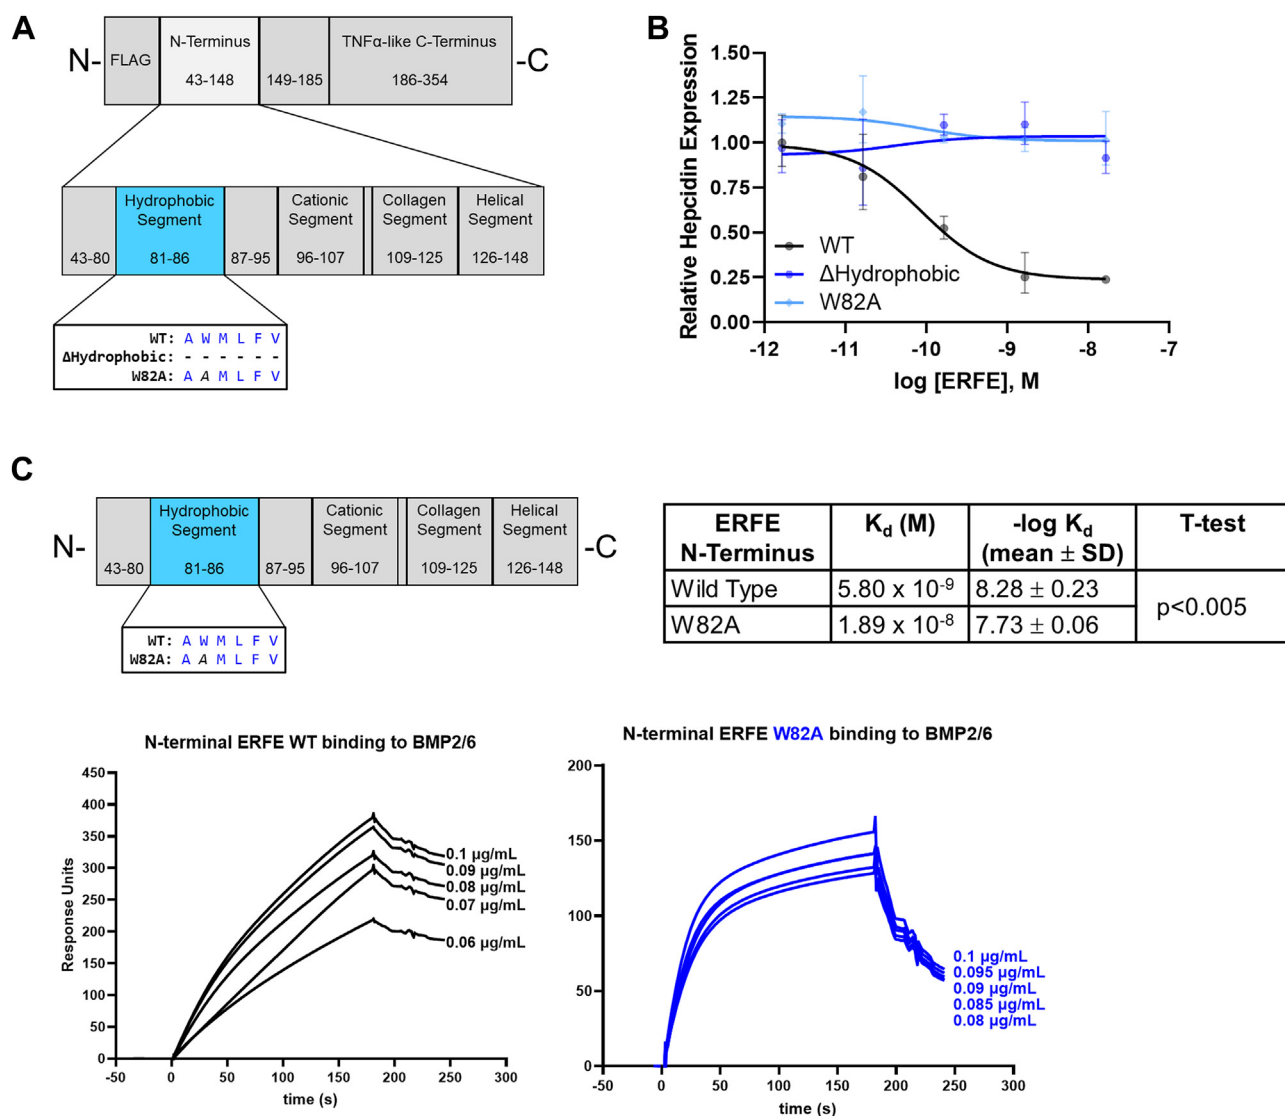 A
N-
FLAG
N-Terminus
43-148
149-185
TNFα-like C-Terminus
186-354
-C
43-80
Hydrophobic
Segment
81-86
87-95
Cationic
Segment
96-107
Collagen
Segment
109-125
Helical
Segment
126-148
WT: A W M L F V
ΔHydrophobic: - - - - - -
W82A: A A M L F V
B
Relative Hepcidin Expression
1.50
1.25
1.00
0.75
0.50
0.25
0.00
WT
ΔHydrophobic
W82A
-12 -11 -10 -9 -8 -7
log [ERFE], M
C
N-
43-80
Hydrophobic
Segment
81-86
87-95
Cationic
Segment
96-107
Collagen
Segment
109-125
Helical
Segment
126-148
-C
WT: A W M L F V
W82A: A A M L F V
ERFE
N-Terminus
Kd (M)
-log Kd
(mean ± SD)
T-test
Wild Type 5.80 x 10-9 8.28 ± 0.23
W82A 1.89 x 10-8 7.73 ± 0.06
p<0.005
N-terminal ERFE WT binding to BMP2/6
Response Units
450
400
350
300
250
200
150
100
50
0
-50 0 50 100 150 200 250 300
time (s)
0.1 µg/mL
0.09 µg/mL
0.08 µg/mL
0.07 µg/mL
0.06 µg/mL
N-terminal ERFE W82A binding to BMP2/6
200
150
100
50
0
-50 0 50 100 150 200 250 300
time (s)
0.1 µg/mL
0.095 µg/mL
0.09 µg/mL
0.085 µg/mL
0.08 µg/mL